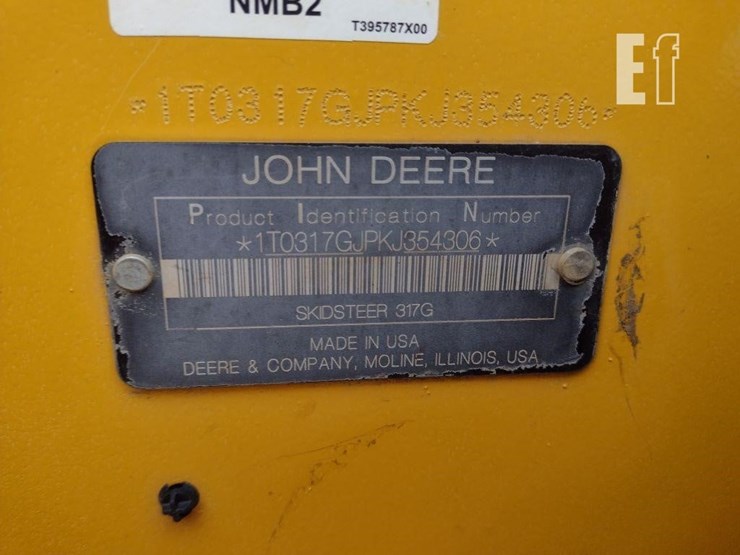 NMB2
T395787X00
Ef
*1T0317GJPKJ354306*
JOHN DEERE
Product Identification Number
*1T0317GJPKJ354306*
SKIDSTEER 317G
MADE IN USA
DEERE & COMPANY, MOLINE, ILLINOIS, USA